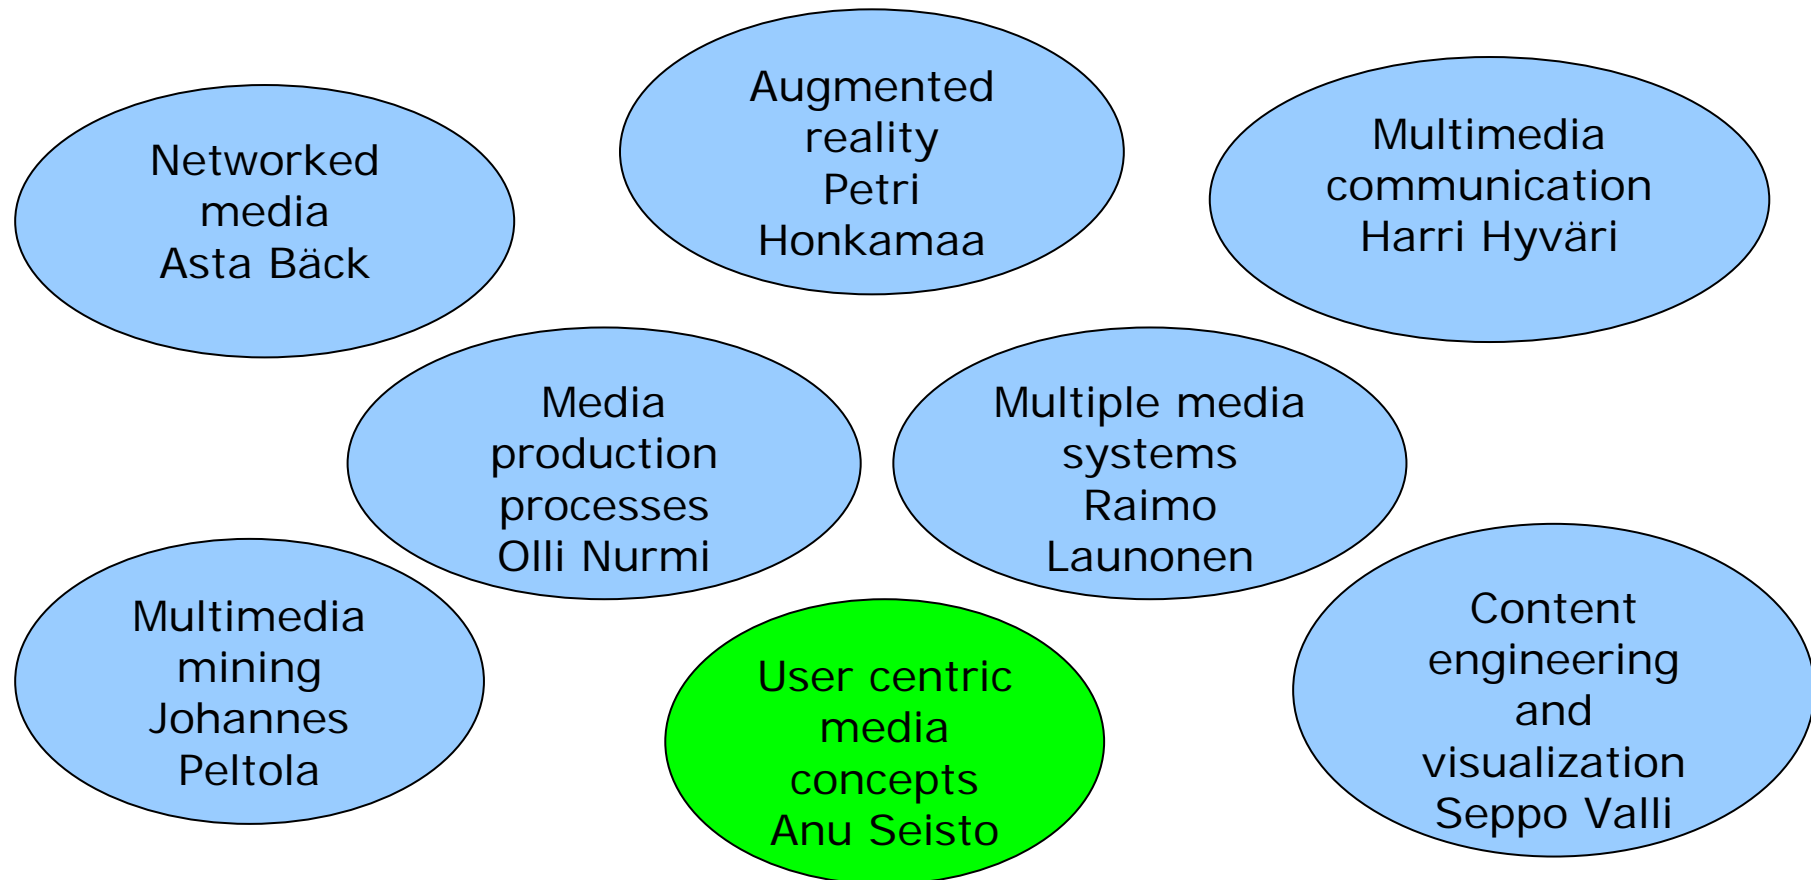 Networked
media
Asta Bäck
Augmented
reality
Petri
Honkamaa
Multimedia
communication
Harri Hyväri
Media
production
processes
Olli Nurmi
Multiple media
systems
Raimo
Launonen
Multimedia
mining
Johannes
Peltola
User centric
media
concepts
Anu Seisto
Content
engineering
and
visualization
Seppo Valli